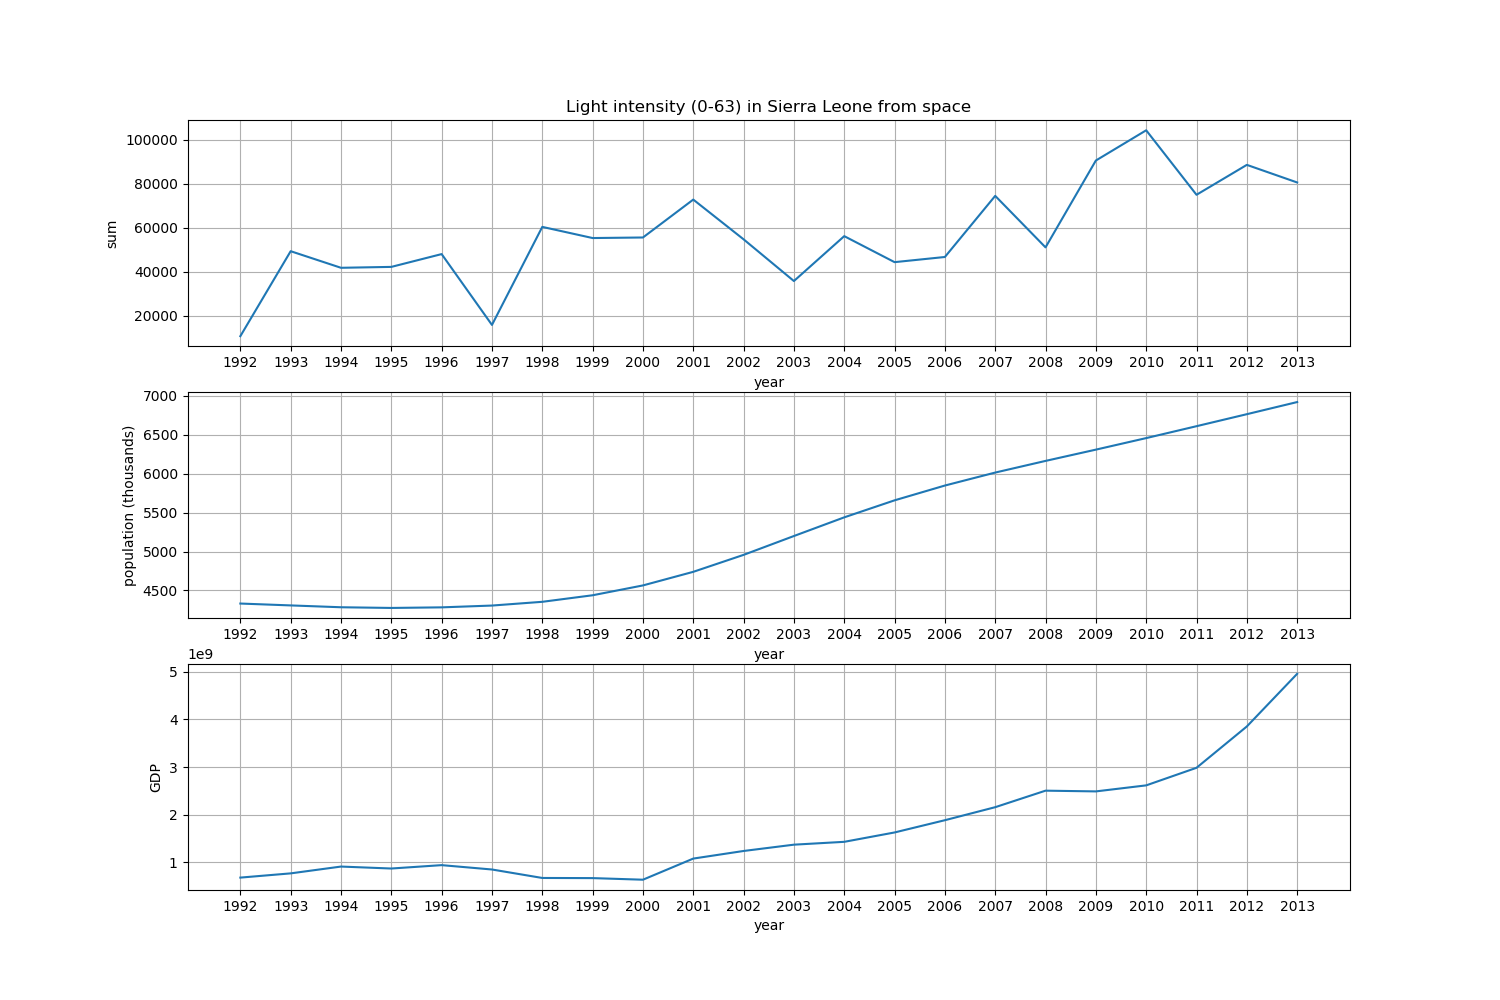 Light intensity (0-63) in Sierra Leone from space
100000
80000
60000
40000
20000
sum
1992 1993 1994 1995 1996 1997 1998 1999 2000 2001 2002 2003 2004 2005 2006 2007 2008 2009 2010 2011 2012 2013
year
7000
6500
6000
5500
5000
4500
population (thousands)
1992 1993 1994 1995 1996 1997 1998 1999 2000 2001 2002 2003 2004 2005 2006 2007 2008 2009 2010 2011 2012 2013
year
1e9
5
4
3
2
1
GDP
1992 1993 1994 1995 1996 1997 1998 1999 2000 2001 2002 2003 2004 2005 2006 2007 2008 2009 2010 2011 2012 2013
year